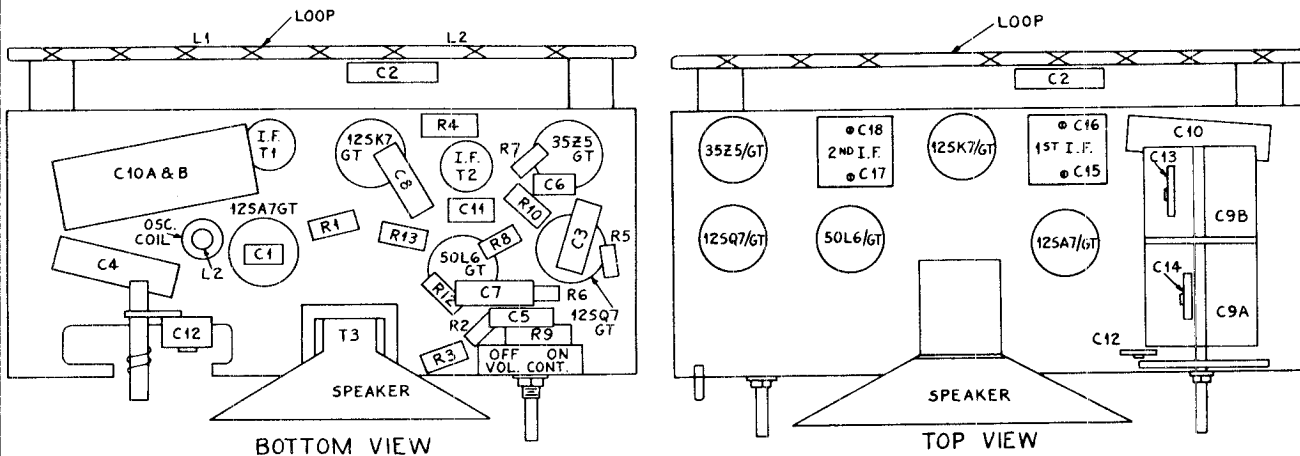 LOOP
L1
L2
C2
R4
I.F.
T1
12SK7
GT
35Z5
GT
R7
I.F.
T2
C8
C6
C10A & B
R10
C11
12SA7GT
R1
R13
C3
R5
OSC.
COIL
R8
C1
50L6
GT
C4
L2
R12
C7
R6
12SQ7
GT
C5
R2
R9
C12
T3
R3
OFF ON
VOL. CONT.
SPEAKER
BOTTOM VIEW
LOOP
C2
35Z5/GT
C18
2ND I.F.
C17
12SK7/GT
C16
1ST I.F.
C15
C10
C13
C9B
12SQ7/GT
50L6/GT
12SA7/GT
C14
C9A
C12
SPEAKER
TOP VIEW